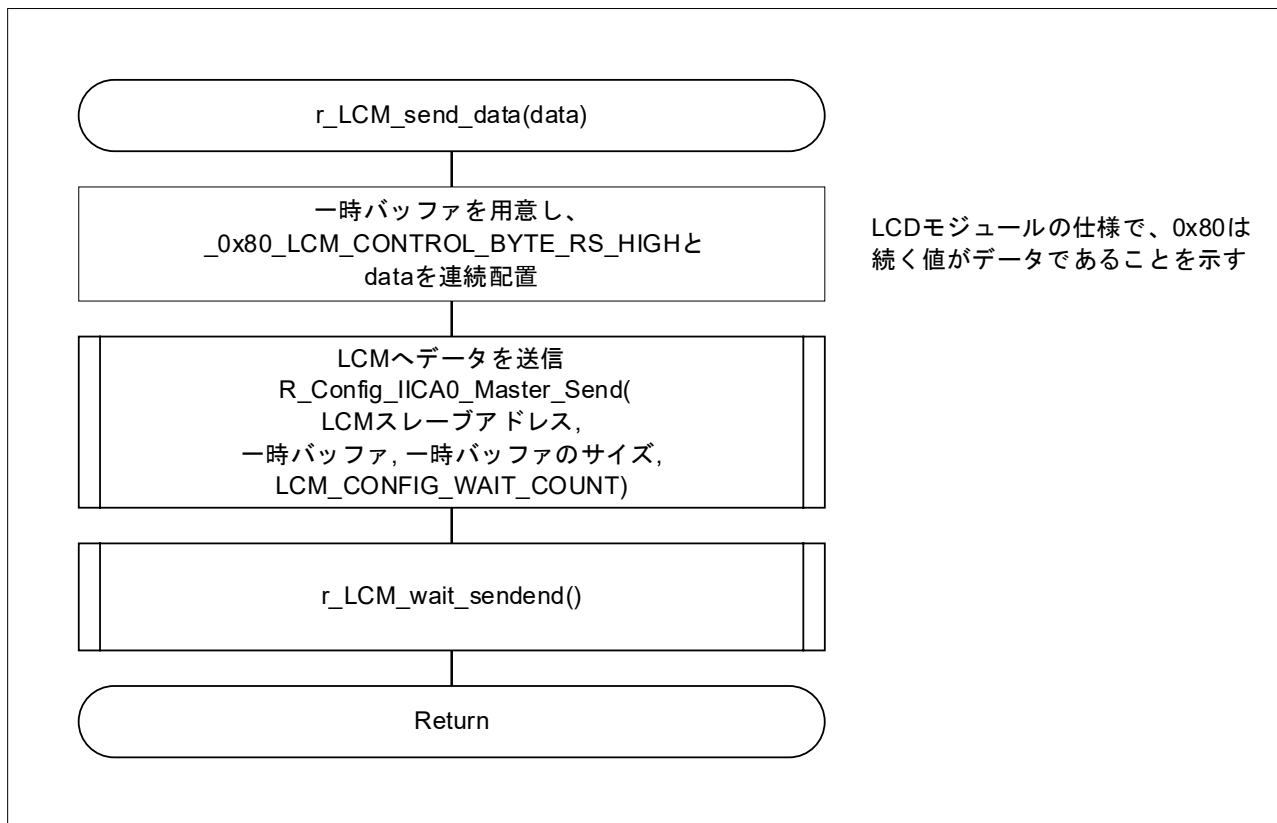 r_LCM_send_data(data)
一時バッファを用意し、
_0x80_LCM_CONTROL_BYTE_RS_HIGHと
dataを連続配置
LCDモジュールの仕様で、0x80は
続く値がデータであることを示す
LCMへデータを送信
R_Config_IICA0_Master_Send(
LCMスレーブアドレス,
一時バッファ, 一時バッファのサイズ,
LCM_CONFIG_WAIT_COUNT)
r_LCM_wait_sendend()
Return